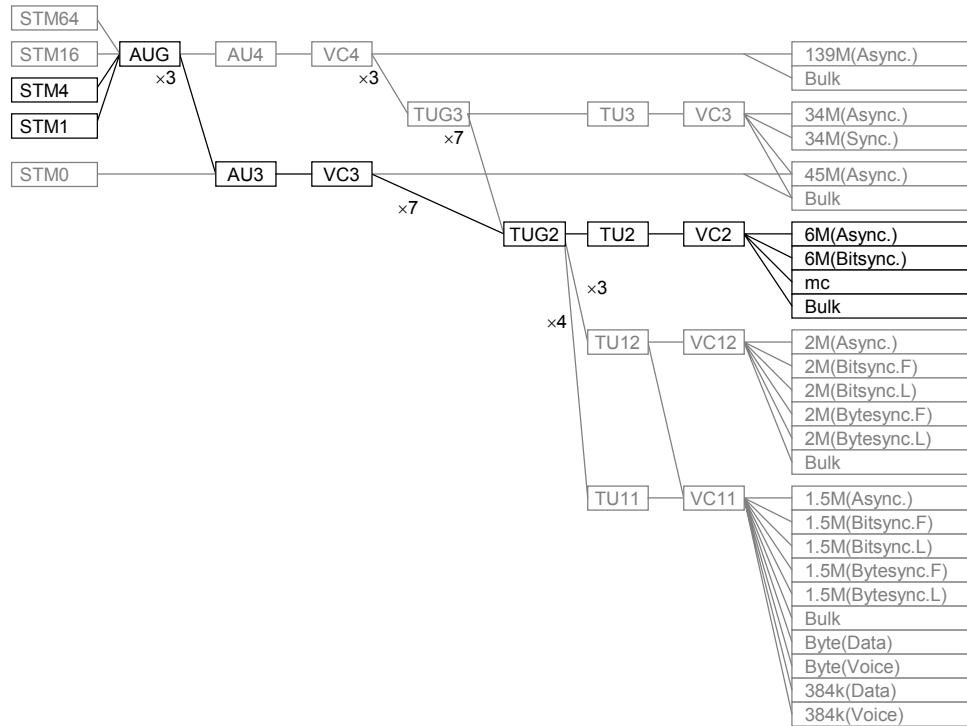 STM64
STM16 AUG AU4 VC4 139M(Async.)
×3 ×3 Bulk
STM4
STM1 TUG3 TU3 VC3 34M(Async.)
×7 34M(Sync.)
STM0 AU3 VC3 45M(Async.)
Bulk
×7
TUG2 TU2 VC2 6M(Async.)
6M(Bitsync.)
×3 mc
Bulk
×4
TU12 VC12 2M(Async.)
2M(Bitsync.F)
2M(Bitsync.L)
2M(Bytesync.F)
2M(Bytesync.L)
Bulk
TU11 VC11 1.5M(Async.)
1.5M(Bitsync.F)
1.5M(Bitsync.L)
1.5M(Bytesync.F)
1.5M(Bytesync.L)
Bulk
Byte(Data)
Byte(Voice)
384k(Data)
384k(Voice)